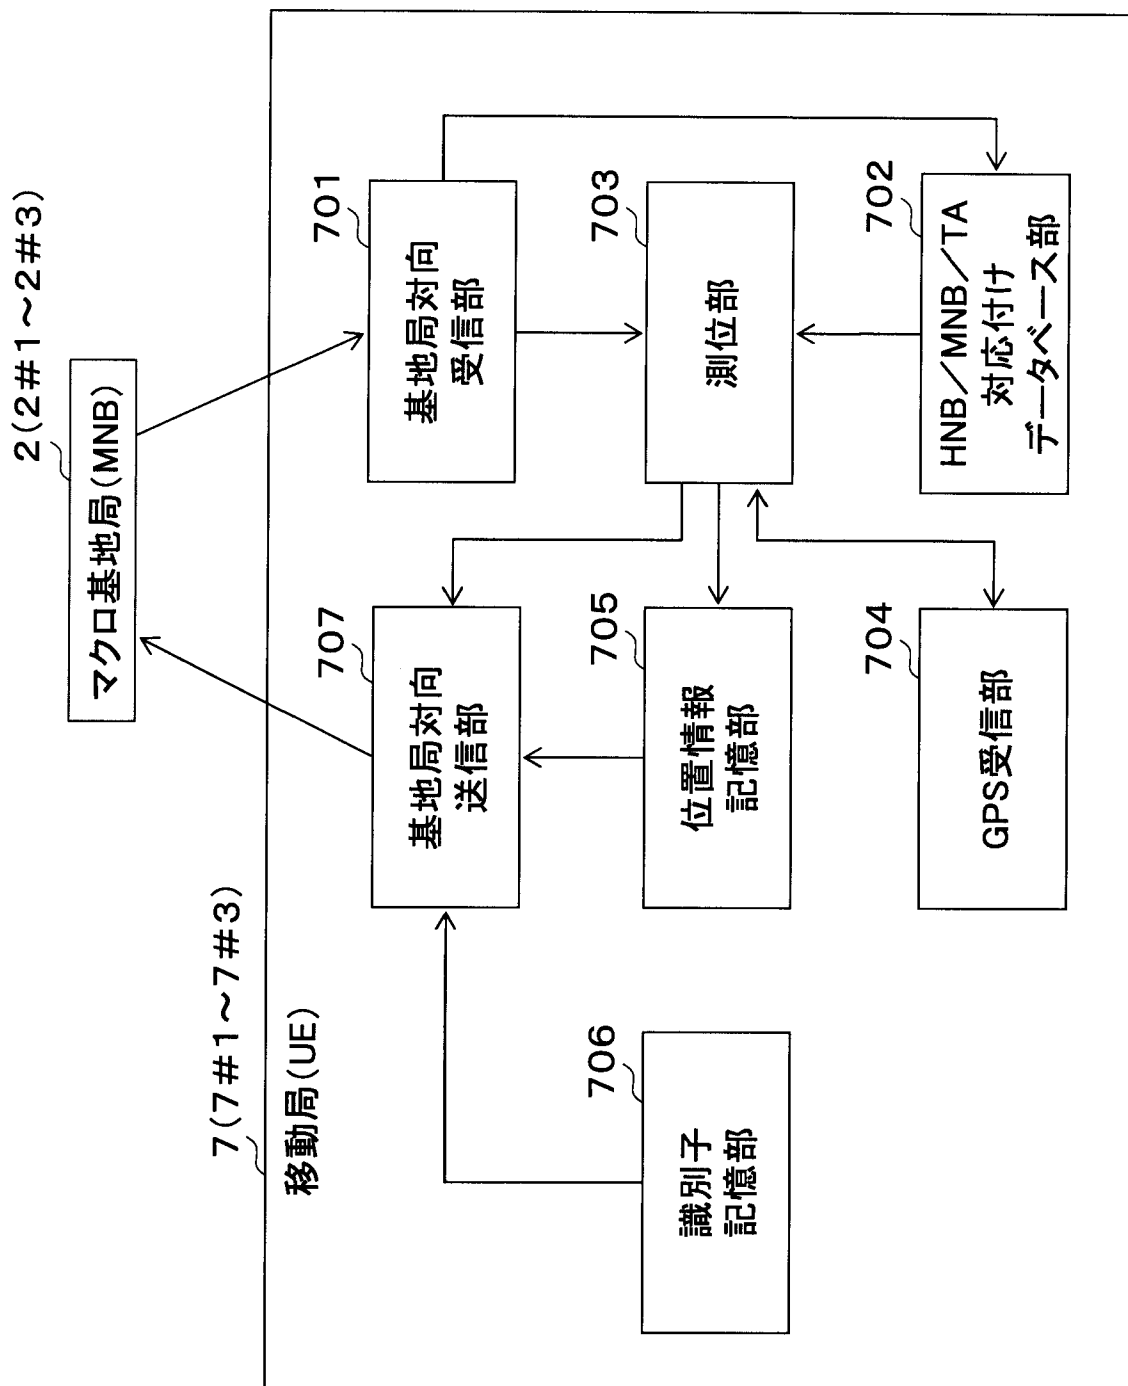 2(2#1～2#3)
マクロ基地局(MNB)
7(7#1～7#3)
移動局(UE)
701
基地局対向
受信部
707
基地局対向
送信部
703
測位部
705
位置情報
記憶部
706
識別子
記憶部
702
HNB/MNB/TA
対応付け
データベース部
704
GPS受信部